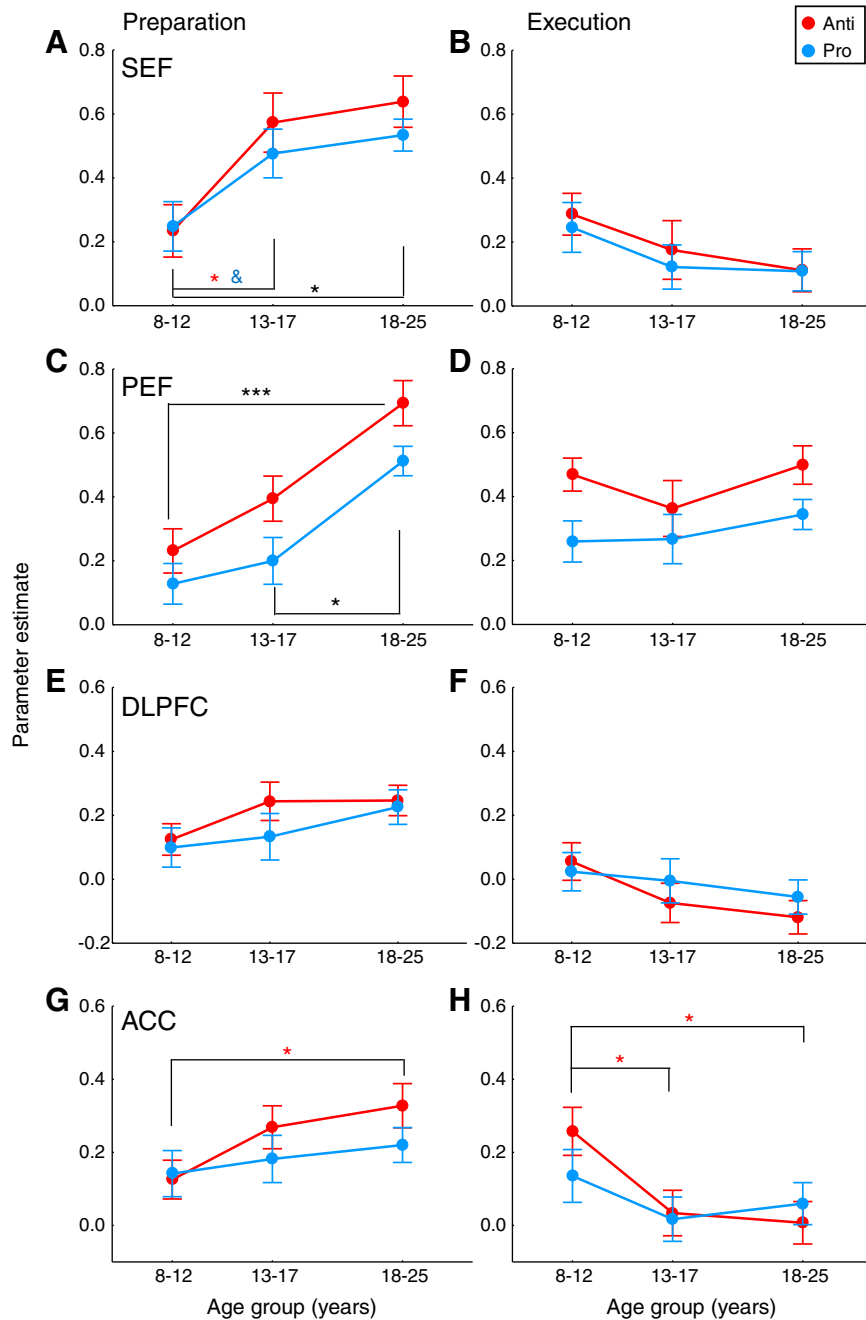 Preparation
Execution
Anti
Pro
A
SEF
0.8
0.6
0.4
0.2
0.0
* &
*
8-12 13-17 18-25
B
0.8
0.6
0.4
0.2
0.0
8-12 13-17 18-25
C
PEF
0.8
0.6
0.4
0.2
0.0
***
*
8-12 13-17 18-25
D
0.8
0.6
0.4
0.2
0.0
8-12 13-17 18-25
Parameter estimate
E
DLPFC
0.6
0.4
0.2
0.0
-0.2
8-12 13-17 18-25
F
0.6
0.4
0.2
0.0
-0.2
8-12 13-17 18-25
G
ACC
0.6
0.4
0.2
0.0
*
8-12 13-17 18-25
Age group (years)
H
0.6
0.4
0.2
0.0
*
*
8-12 13-17 18-25
Age group (years)